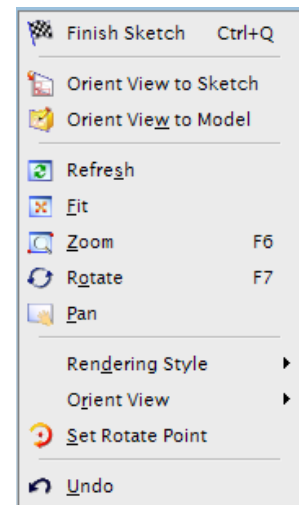 Finish Sketch Ctrl+Q
Orient View to Sketch
Orient View to Model
Refresh
Fit
Zoom F6
Rotate F7
Pan
Rendering Style
Orient View
Set Rotate Point
Undo